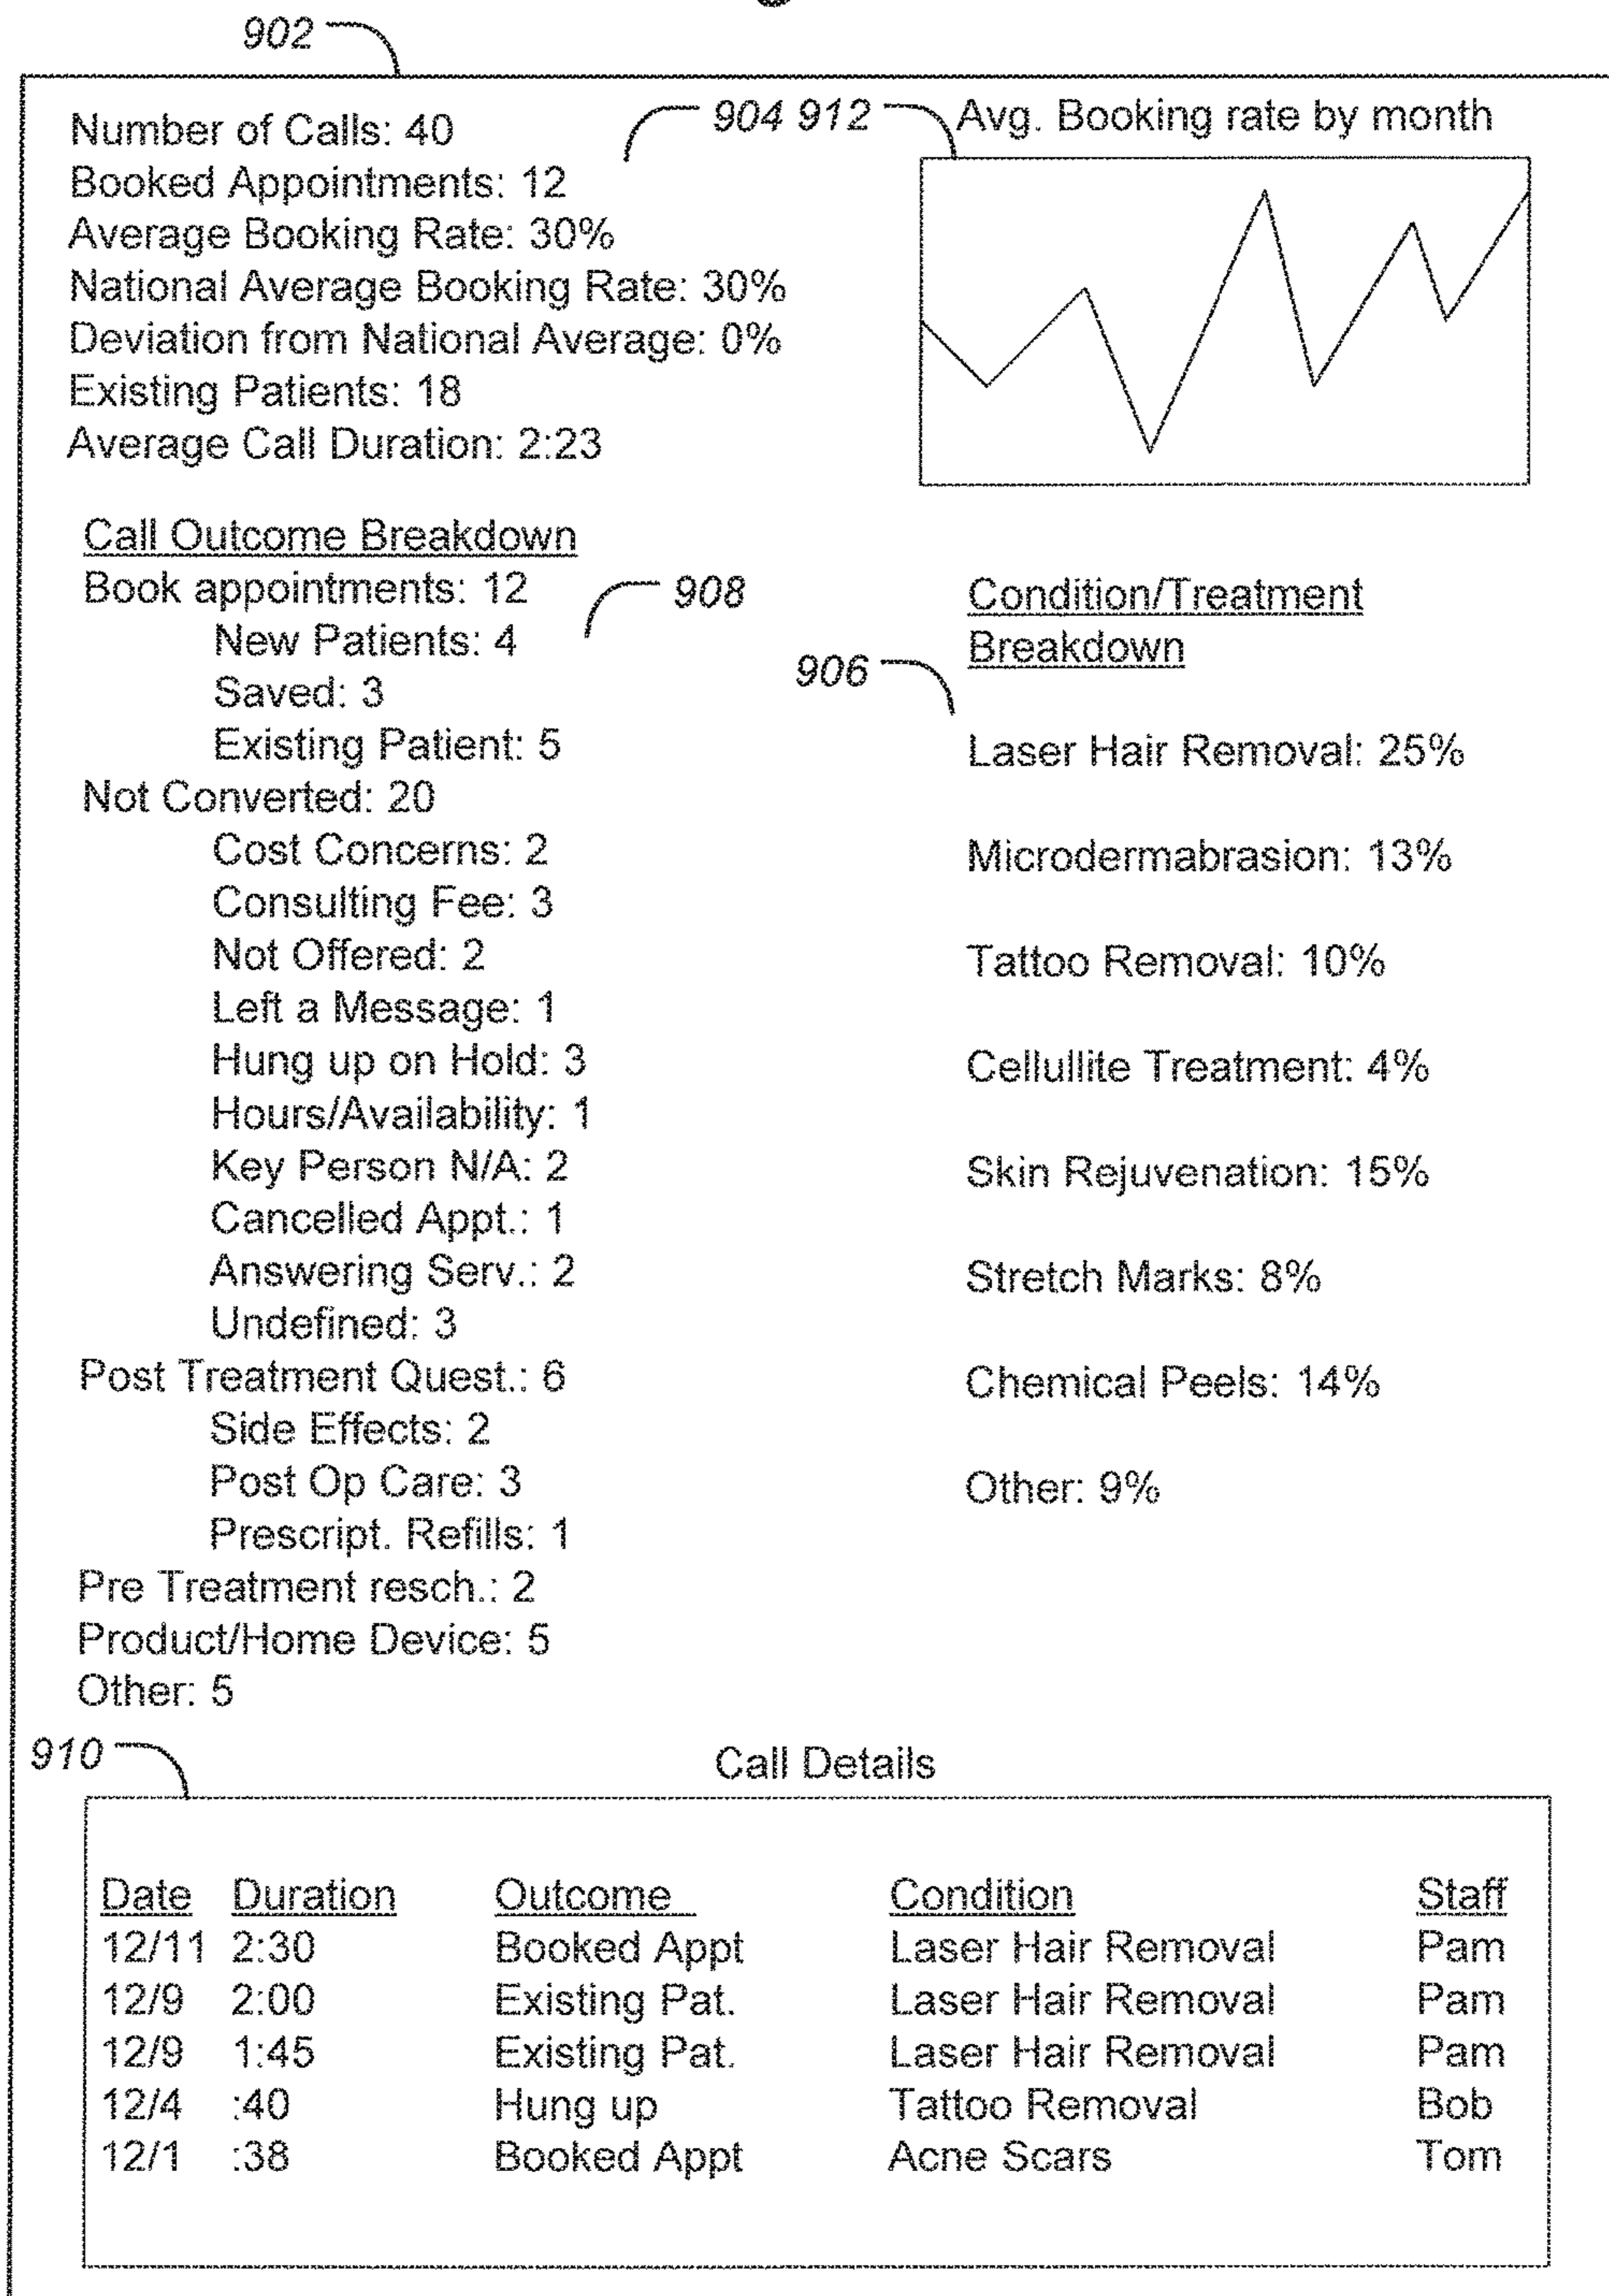 902
904 912
Number of Calls: 40
Booked Appointments: 12
Average Booking Rate: 30%
National Average Booking Rate: 30%
Deviation from National Average: 0%
Existing Patients: 18
Average Call Duration: 2:23
Avg. Booking rate by month
Call Outcome Breakdown
Book appointments: 12
908
New Patients: 4
Saved: 3
Existing Patient: 5
Not Converted: 20
Cost Concerns: 2
Consulting Fee: 3
Not Offered: 2
Left a Message: 1
Hung up on Hold: 3
Hours/Availability: 1
Key Person N/A: 2
Cancelled Appt.: 1
Answering Serv.: 2
Undefined: 3
Post Treatment Quest.: 6
Side Effects: 2
Post Op Care: 3
Prescript. Refills: 1
Pre Treatment resch.: 2
Product/Home Device: 5
Other: 5
Condition/Treatment
Breakdown
906
Laser Hair Removal: 25%
Microdermabrasion: 13%
Tattoo Removal: 10%
Cellullite Treatment: 4%
Skin Rejuvenation: 15%
Stretch Marks: 8%
Chemical Peels: 14%
Other: 9%
910
Call Details
Date Duration Outcome Condition Staff
12/11 2:30 Booked Appt Laser Hair Removal Pam
12/9 2:00 Existing Pat. Laser Hair Removal Pam
12/9 1:45 Existing Pat. Laser Hair Removal Pam
12/4 :40 Hung up Tattoo Removal Bob
12/1 :38 Booked Appt Acne Scars Tom